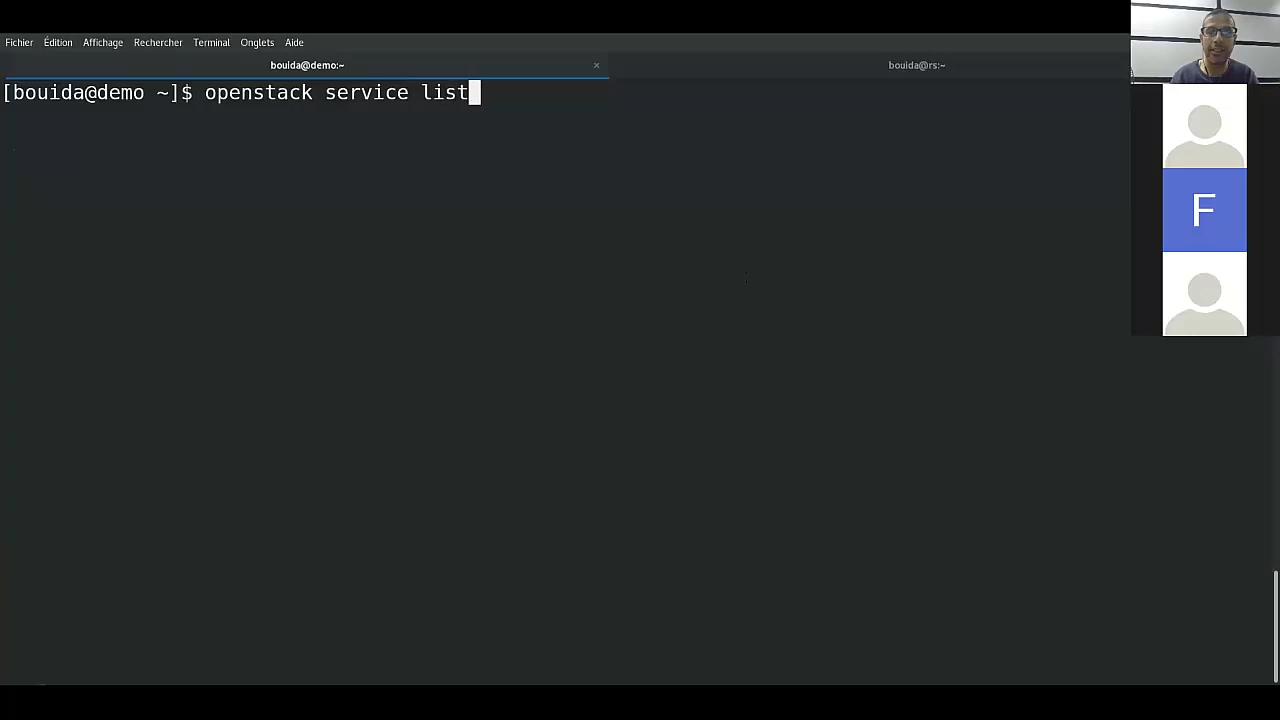 Fichier Édition Affichage Rechercher Terminal Onglets Aide
bouida@demo:~ × bouida@rs:~
[bouida@demo ~]$ openstack service list
F